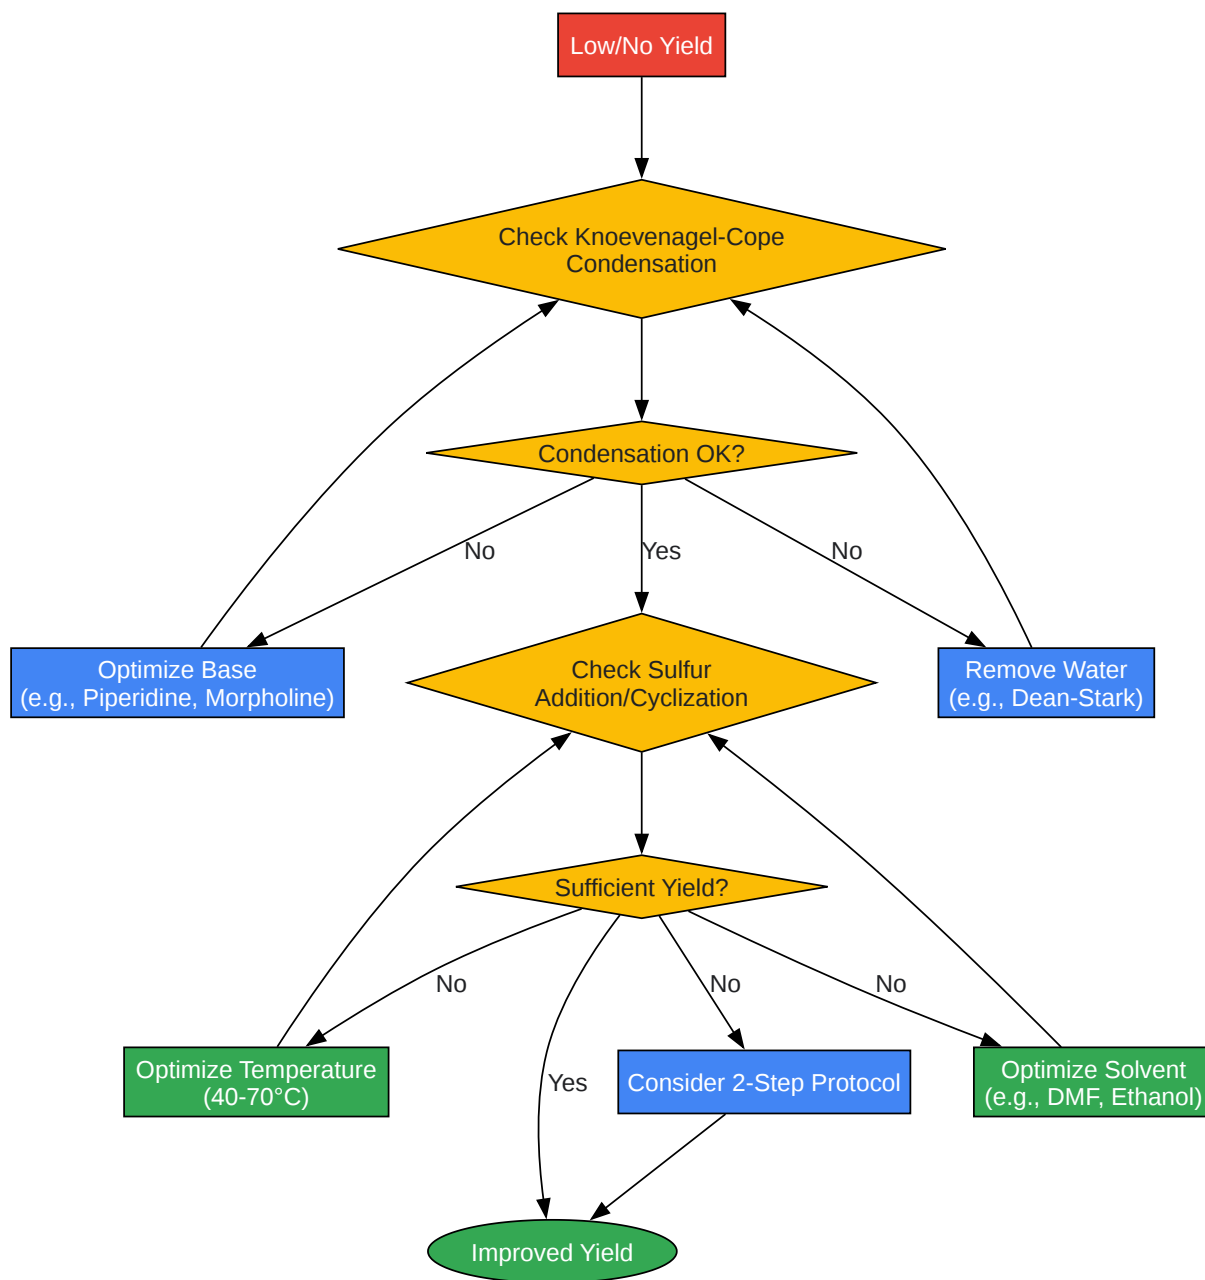 Low/No Yield
Check Knoevenagel-Cope
Condensation
Condensation OK?
No
Yes
No
Optimize Base
(e.g., Piperidine, Morpholine)
Check Sulfur
Addition/Cyclization
Remove Water
(e.g., Dean-Stark)
Sufficient Yield?
No
No
No
Yes
Optimize Temperature
(40-70°C)
Consider 2-Step Protocol
Optimize Solvent
(e.g., DMF, Ethanol)
Improved Yield